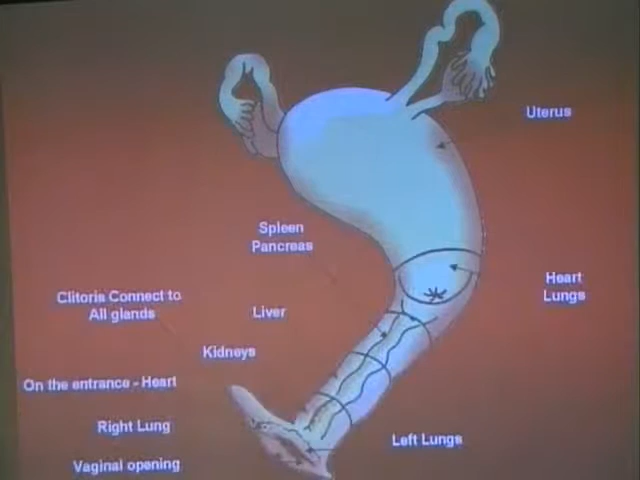 Uterus
Spleen
Pancreas
Heart
Lungs
Clitoris Connect to
All glands
Liver
Kidneys
On the entrance - Heart
Right Lung
Left Lungs
Vaginal opening